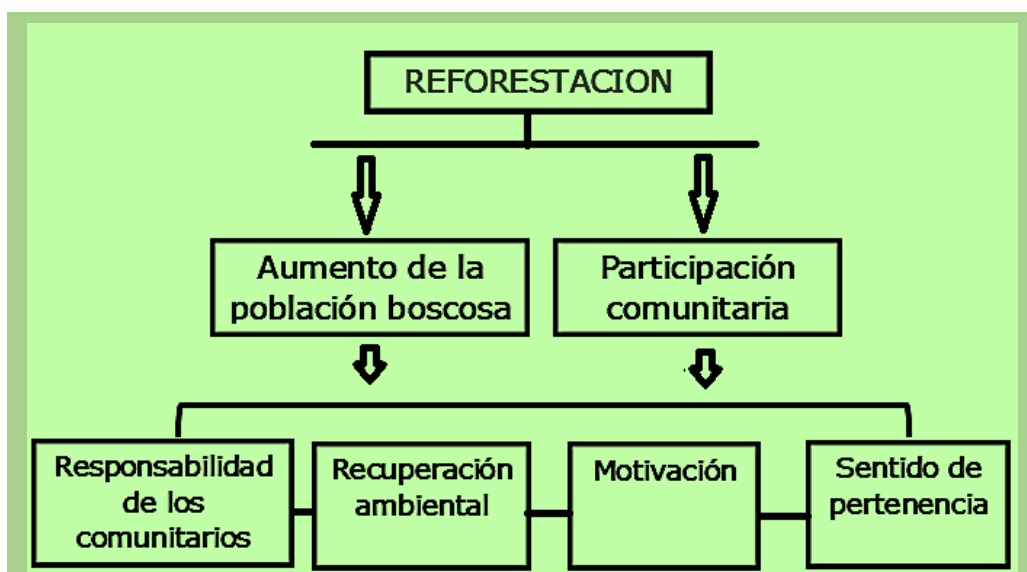 REFORESTACION
Aumento de la
población boscosa
Participación
comunitaria
Responsabilidad
de los
comunitarios
Recuperación
ambiental
Motivación
Sentido de
pertenencia